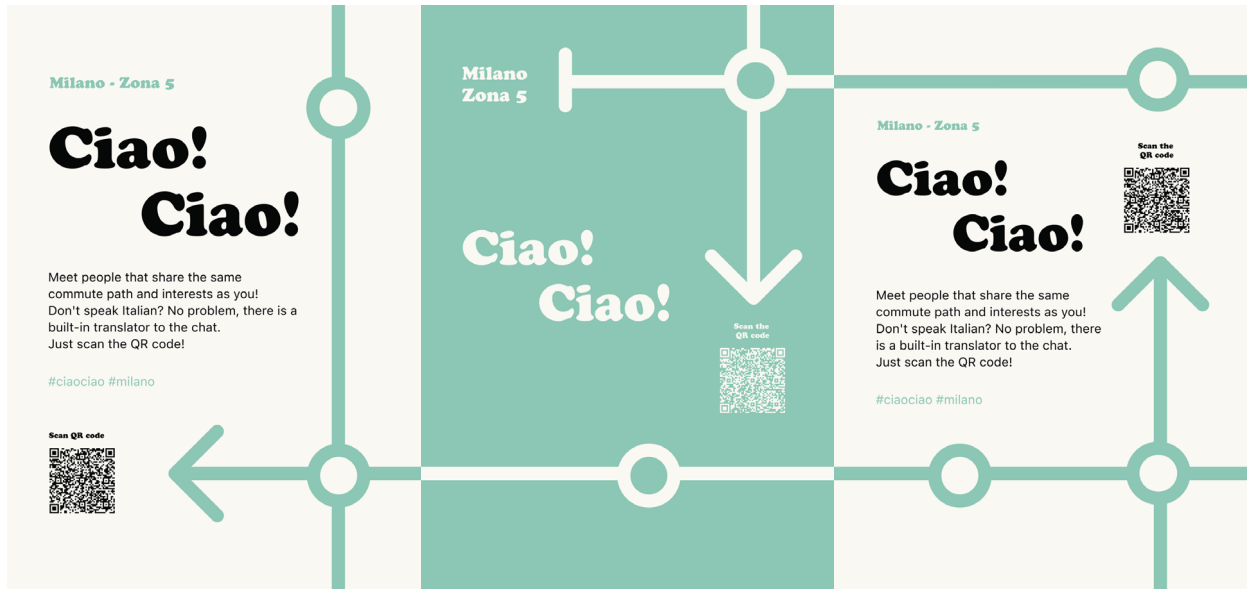 Milano - Zona 5
Ciao!
Ciao!
Meet people that share the same
commute path and interests as you!
Don't speak Italian? No problem, there is a
built-in translator to the chat.
Just scan the QR code!
#ciaociao #milano
Scan QR code
Milano
Zona 5
Ciao!
Ciao!
Scan the
QR code
Milano - Zona 5
Ciao!
Ciao!
Scan the
QR code
Meet people that share the same
commute path and interests as you!
Don't speak Italian? No problem, there
is a built-in translator to the chat.
Just scan the QR code!
#ciaociao #milano